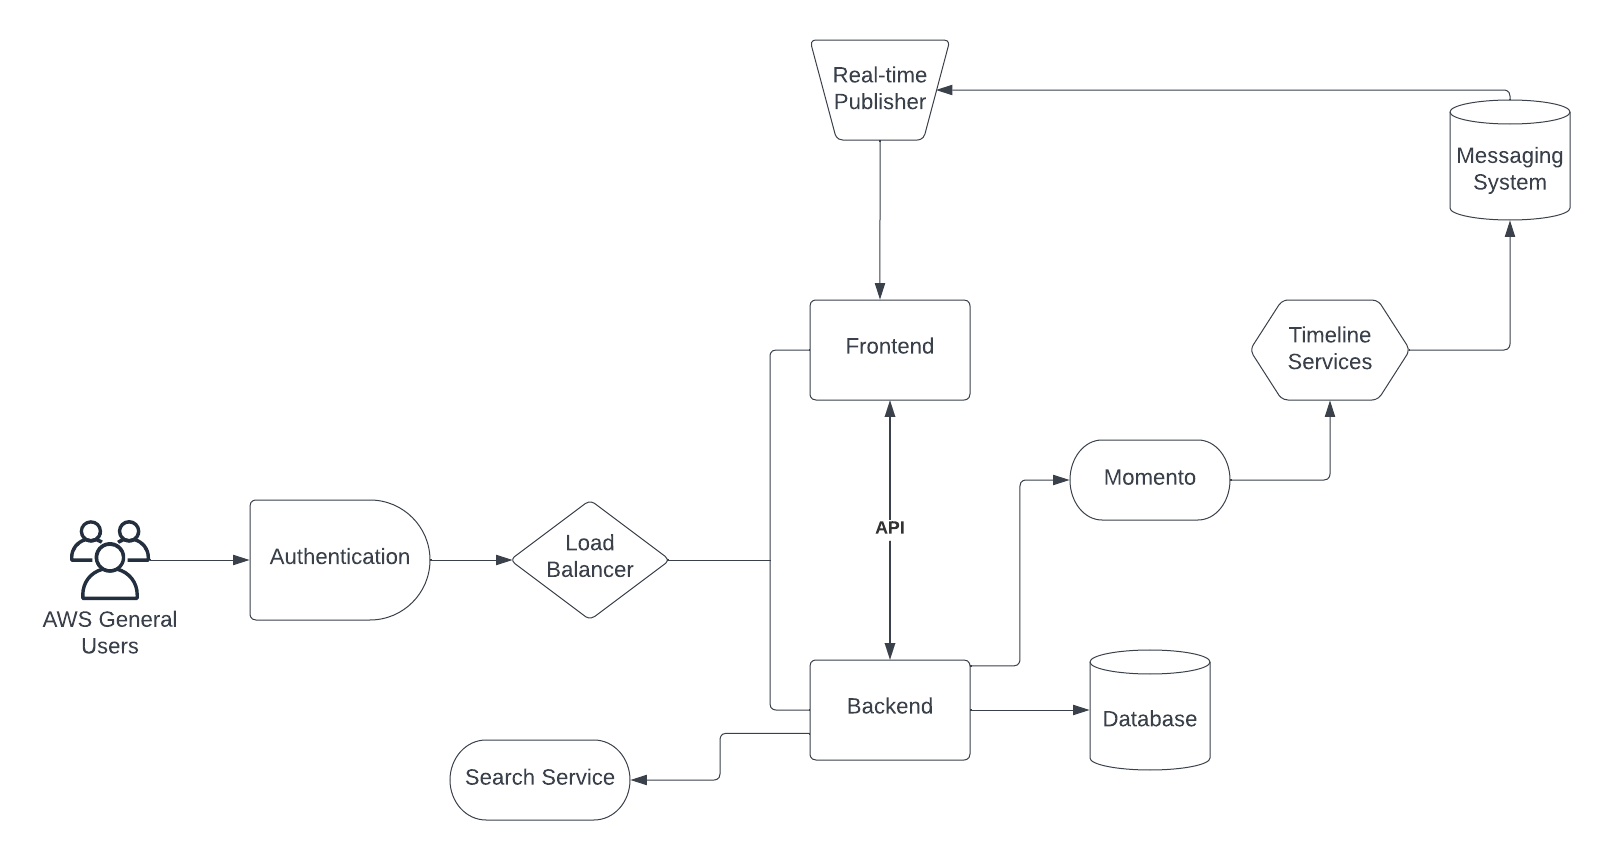 Real-time
Publisher
Messaging
System
Frontend
Timeline
Services
Momento
API
Authentication
Load
Balancer
AWS General
Users
Backend
Database
Search Service